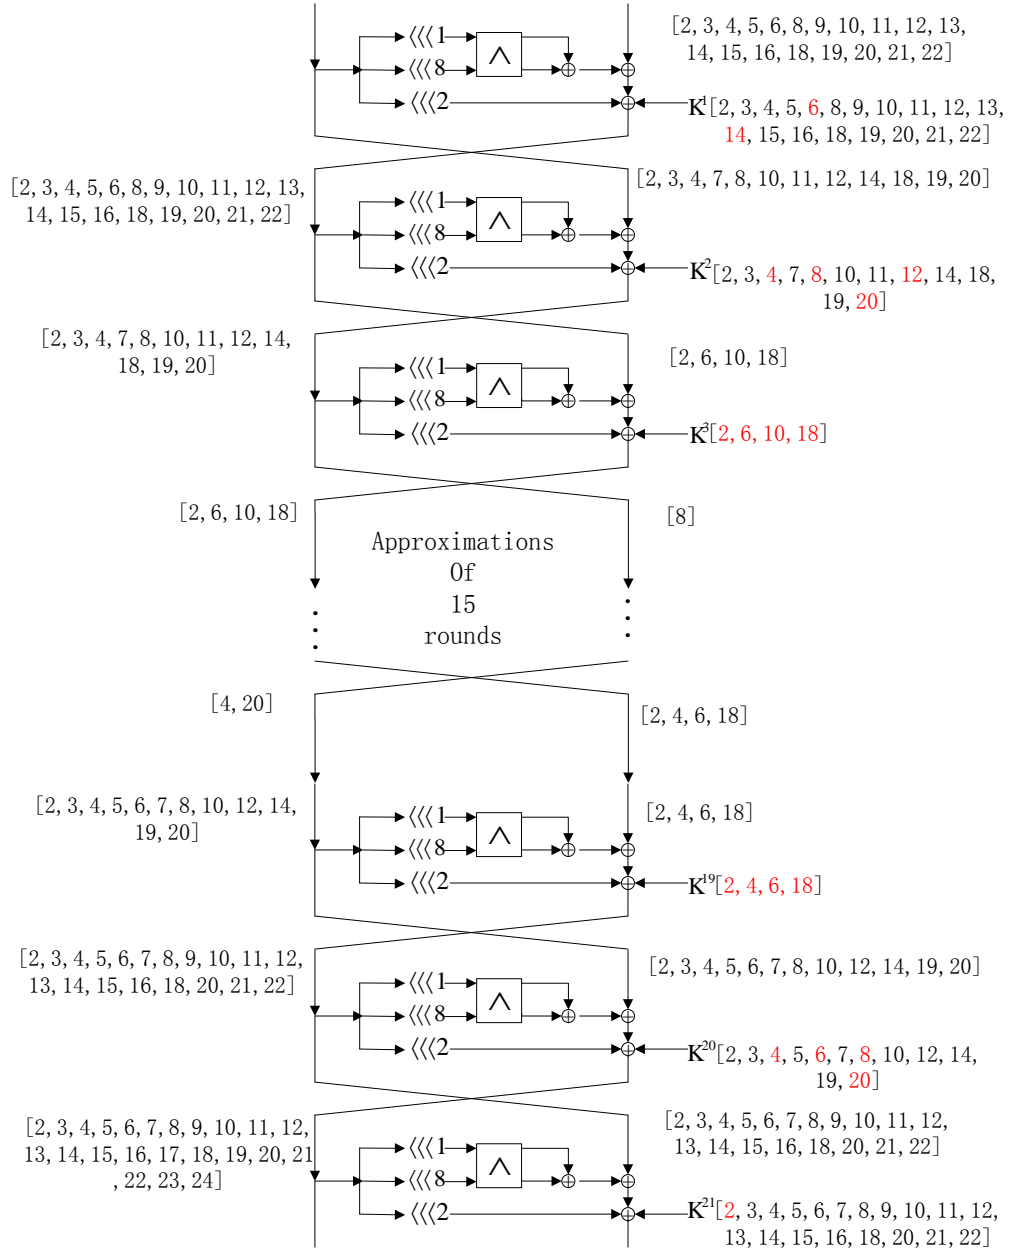 [2, 3, 4, 5, 6, 8, 9, 10, 11, 12, 13,
14, 15, 16, 18, 19, 20, 21, 22]
⟨⟨⟨1
⟨⟨⟨8
∧
⟨⟨⟨2
K¹[2, 3, 4, 5, 6, 8, 9, 10, 11, 12, 13,
14, 15, 16, 18, 19, 20, 21, 22]
[2, 3, 4, 5, 6, 8, 9, 10, 11, 12, 13,
14, 15, 16, 18, 19, 20, 21, 22]
[2, 3, 4, 7, 8, 10, 11, 12, 14, 18, 19, 20]
⟨⟨⟨1
⟨⟨⟨8
∧
⟨⟨⟨2
K²[2, 3, 4, 7, 8, 10, 11, 12, 14, 18,
19, 20]
[2, 3, 4, 7, 8, 10, 11, 12, 14,
18, 19, 20]
[2, 6, 10, 18]
⟨⟨⟨1
⟨⟨⟨8
∧
⟨⟨⟨2
K³[2, 6, 10, 18]
[2, 6, 10, 18]
[8]
Approximations
Of
15
rounds
[4, 20]
[2, 4, 6, 18]
[2, 3, 4, 5, 6, 7, 8, 10, 12, 14,
19, 20]
[2, 4, 6, 18]
⟨⟨⟨1
⟨⟨⟨8
∧
⟨⟨⟨2
K¹⁹[2, 4, 6, 18]
[2, 3, 4, 5, 6, 7, 8, 9, 10, 11, 12,
13, 14, 15, 16, 18, 20, 21, 22]
[2, 3, 4, 5, 6, 7, 8, 10, 12, 14, 19, 20]
⟨⟨⟨1
⟨⟨⟨8
∧
⟨⟨⟨2
K²⁰[2, 3, 4, 5, 6, 7, 8, 10, 12, 14,
19, 20]
[2, 3, 4, 5, 6, 7, 8, 9, 10, 11, 12,
13, 14, 15, 16, 17, 18, 19, 20, 21
, 22, 23, 24]
[2, 3, 4, 5, 6, 7, 8, 9, 10, 11, 12,
13, 14, 15, 16, 18, 20, 21, 22]
⟨⟨⟨1
⟨⟨⟨8
∧
⟨⟨⟨2
K²¹[2, 3, 4, 5, 6, 7, 8, 9, 10, 11, 12,
13, 14, 15, 16, 18, 20, 21, 22]